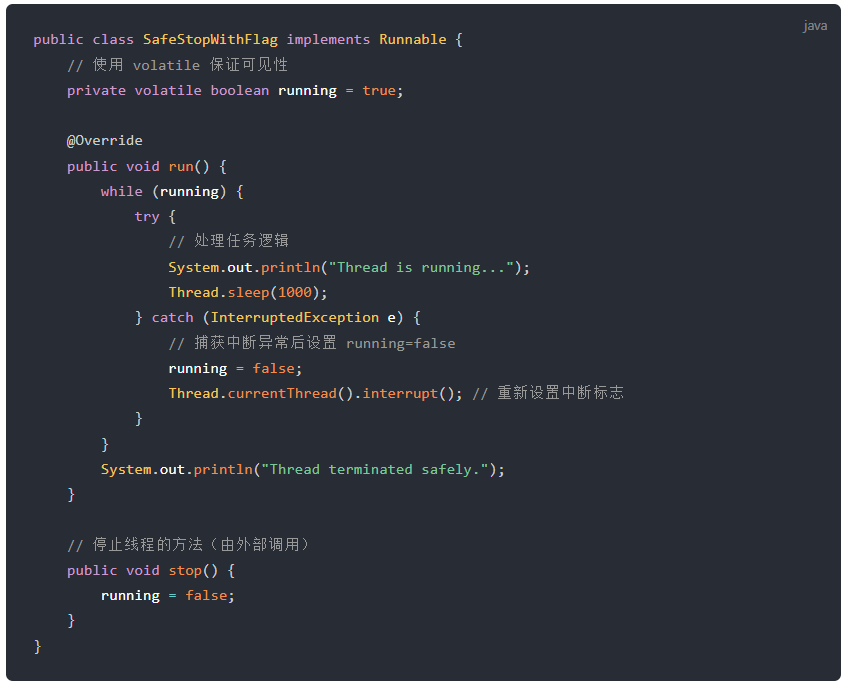 java
public class SafeStopWithFlag implements Runnable {
    // 使用 volatile 保证可见性
    private volatile boolean running = true;

    @Override
    public void run() {
        while (running) {
            try {
                // 处理任务逻辑
                System.out.println("Thread is running...");
                Thread.sleep(1000);
            } catch (InterruptedException e) {
                // 捕获中断异常后设置 running=false
                running = false;
                Thread.currentThread().interrupt(); // 重新设置中断标志
            }
        }
        System.out.println("Thread terminated safely.");
    }

    // 停止线程的方法（由外部调用）
    public void stop() {
        running = false;
    }
}